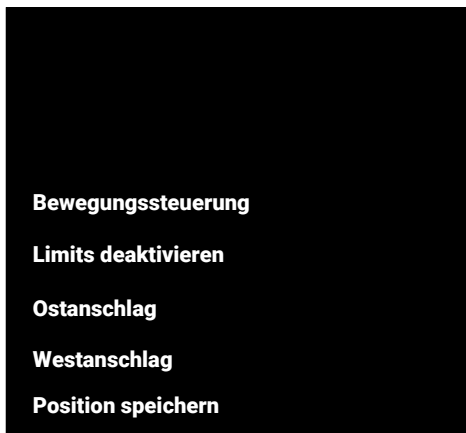 Bewegungssteuerung
Limits deaktivieren
Ostanschlag
Westanschlag
Position speichern